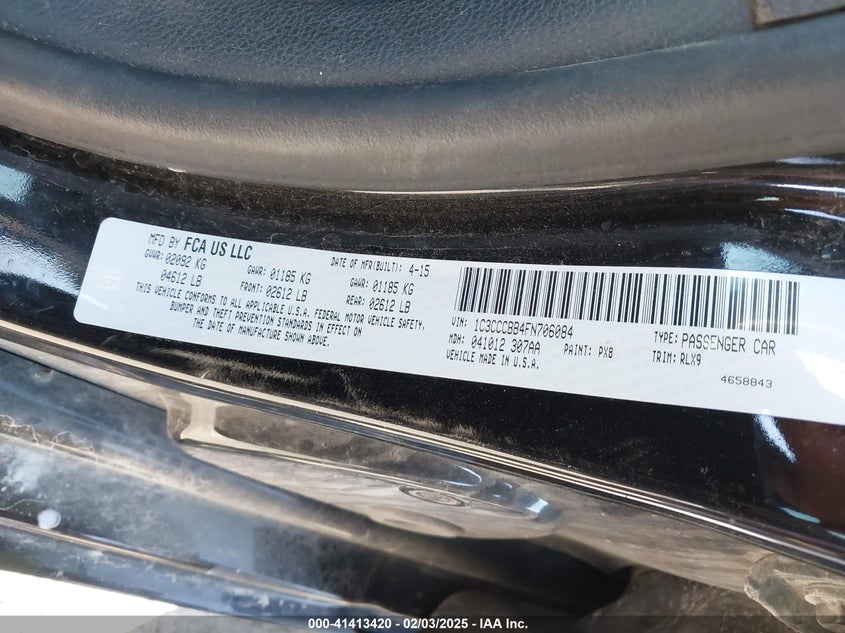 MFD BY FCA US LLC
GVWR: 02092 KG
04612 LB
GAWR: 01185 KG
FRONT: 02612 LB
DATE OF MFR(BUILT): 4-15
GAWR: 01185 KG
REAR: 02612 LB
THIS VEHICLE CONFORMS TO ALL APPLICABLE U.S.A. FEDERAL MOTOR VEHICLE SAFETY,
BUMPER AND THEFT PREVENTION STANDARDS IN EFFECT ON
THE DATE OF MANUFACTURE SHOWN ABOVE.
VIN: 1C3CCCBB4FN706084
TYPE: PASSENGER CAR
MDH: 041012 307AA
PAINT: PX8
TRIM: RLX9
VEHICLE MADE IN U.S.A.
4658843
000-41413420 - 02/03/2025 - IAA Inc.